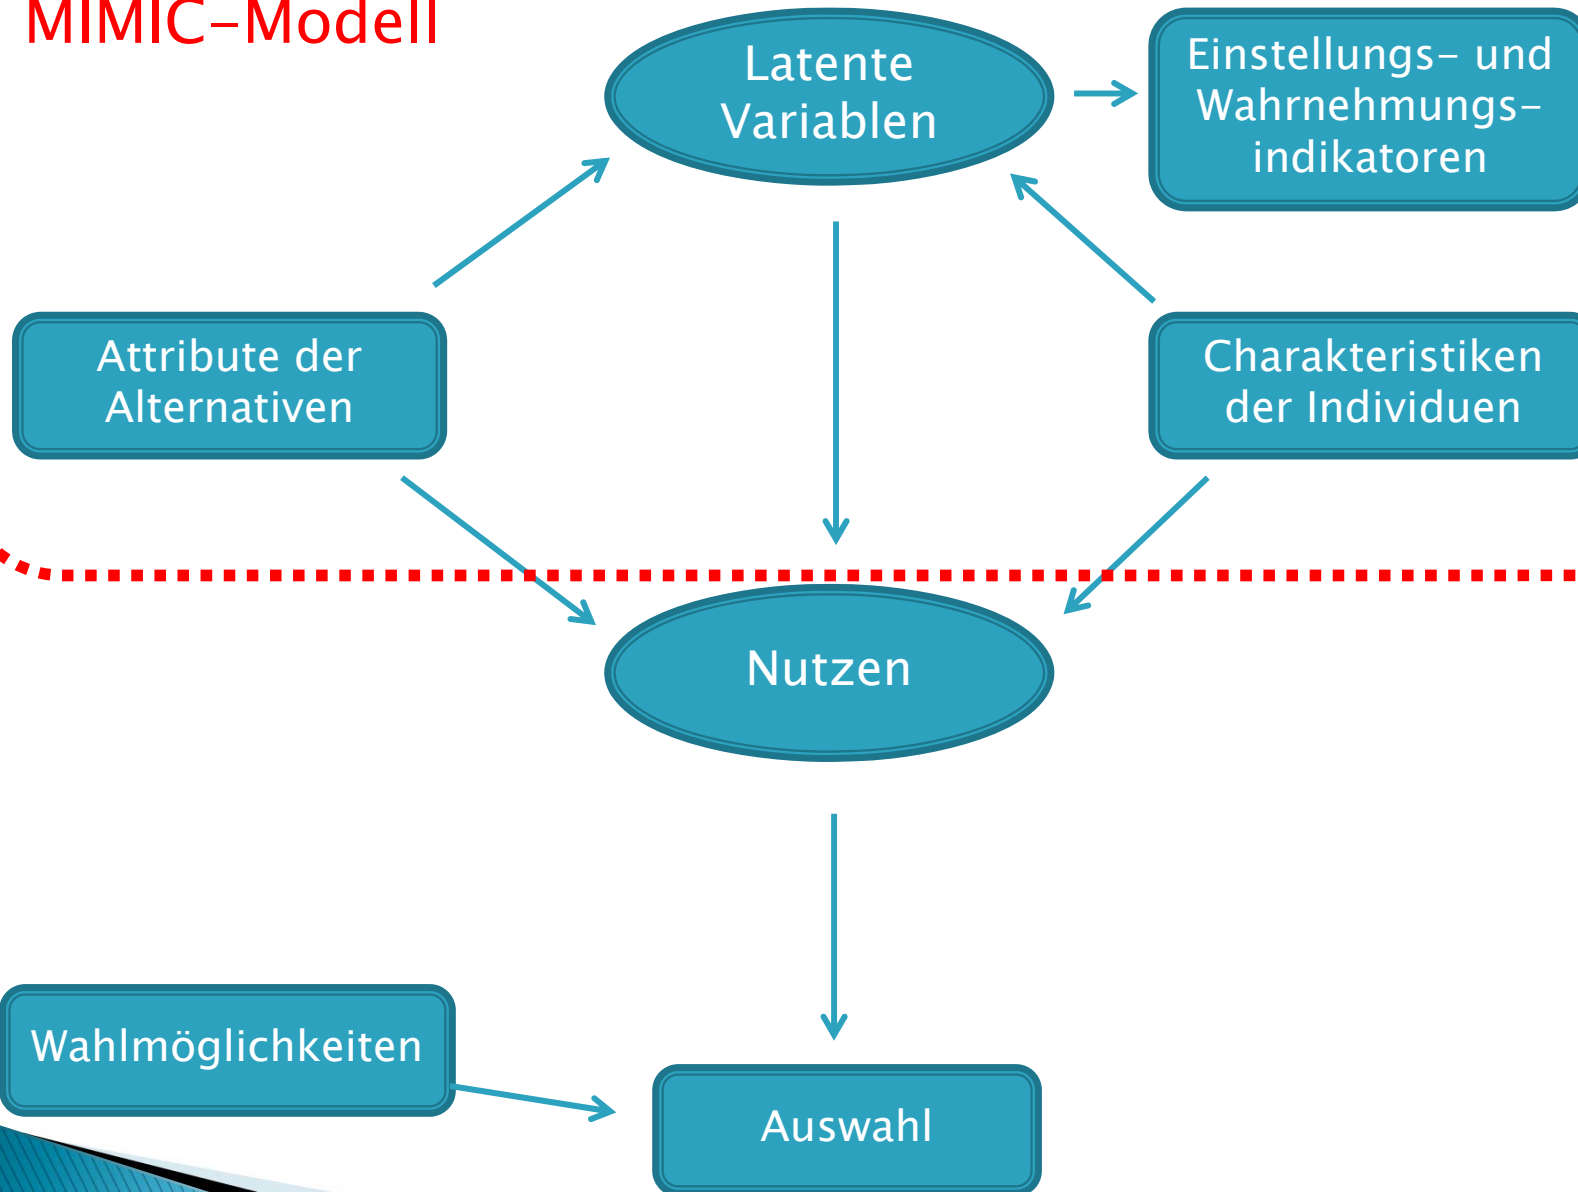 MIMIC-Modell
Latente
Variablen
Einstellungs- und
Wahrnehmungs-
indikatoren
Attribute der
Alternativen
Charakteristiken
der Individuen
Nutzen
Wahlmöglichkeiten
Auswahl